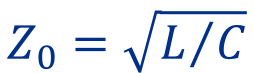 Z₀ = √L/C